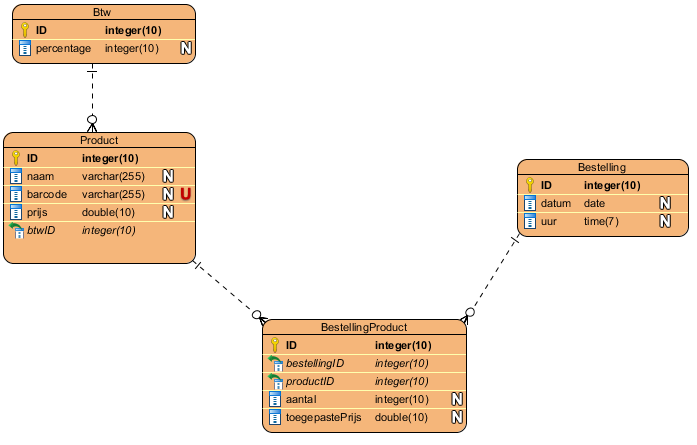 Btw
ID integer(10)
percentage integer(10) N
Product
ID integer(10)
naam varchar(255) N
barcode varchar(255) N U
prijs double(10) N
btwID integer(10)
Bestelling
ID integer(10)
datum date N
uur time(7) N
BestellingProduct
ID integer(10)
bestellingID integer(10)
productID integer(10)
aantal integer(10) N
toegepastePrijs double(10) N